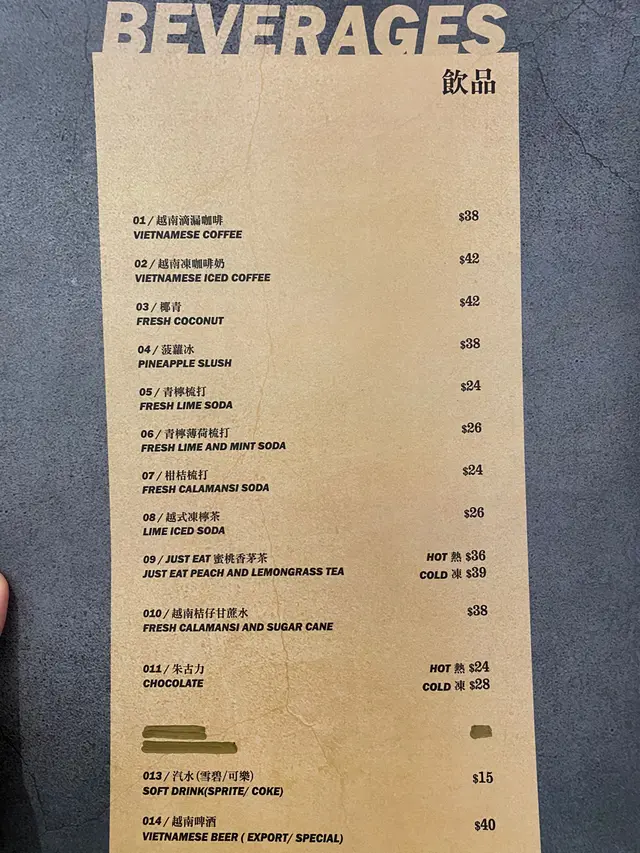 BEVERAGES
飲品
01 / 越南滴漏咖啡 $38
VIETNAMESE COFFEE
02 / 越南凍咖啡奶 $42
VIETNAMESE ICED COFFEE
03 / 椰青 $42
FRESH COCONUT
04 / 菠蘿冰 $38
PINEAPPLE SLUSH
05 / 青檸梳打 $24
FRESH LIME SODA
06 / 青檸薄荷梳打 $26
FRESH LIME AND MINT SODA
07 / 柑桔梳打 $24
FRESH CALAMANSI SODA
08 / 越式凍檸茶 $26
LIME ICED SODA
09 / JUST EAT 蜜桃香茅茶 HOT 熱 $36
JUST EAT PEACH AND LEMONGRASS TEA COLD 凍 $39
010 / 越南桔仔甘蔗水 $38
FRESH CALAMANSI AND SUGAR CANE
011 / 朱古力 HOT 熱 $24
CHOCOLATE COLD 凍 $28
013 / 汽水(雪碧/可樂) $15
SOFT DRINK(SPRITE/ COKE)
014 / 越南啤酒 $40
VIETNAMESE BEER ( EXPORT/ SPECIAL)